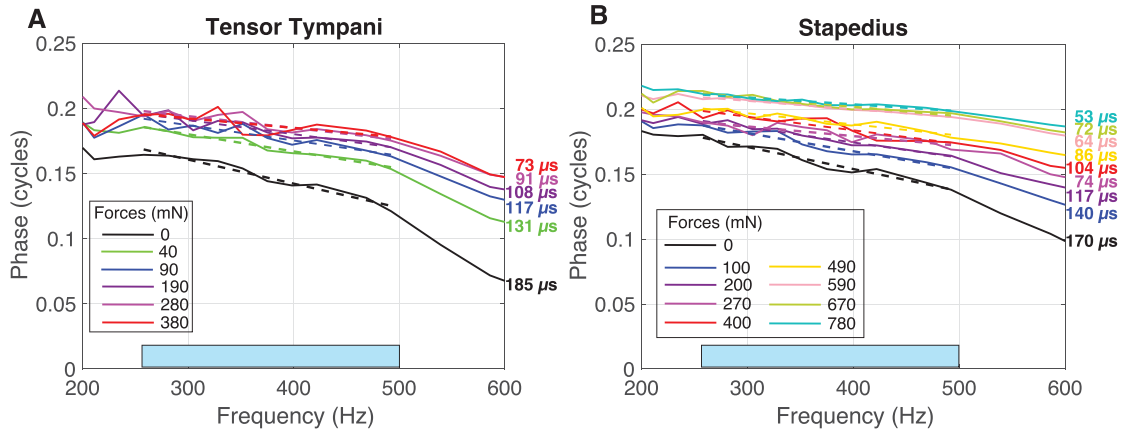 A
Tensor Tympani
0.25
0.2
0.15
0.1
0.05
0
Phase (cycles)
Forces (mN)
0
40
90
190
280
380
73 µs
91 µs
108 µs
117 µs
131 µs
185 µs
200
300
400
500
600
Frequency (Hz)
B
Stapedius
0.25
0.2
0.15
0.1
0.05
0
Phase (cycles)
Forces (mN)
0
100
200
270
400
490
590
670
780
53 µs
72 µs
64 µs
86 µs
104 µs
74 µs
117 µs
140 µs
170 µs
200
300
400
500
600
Frequency (Hz)